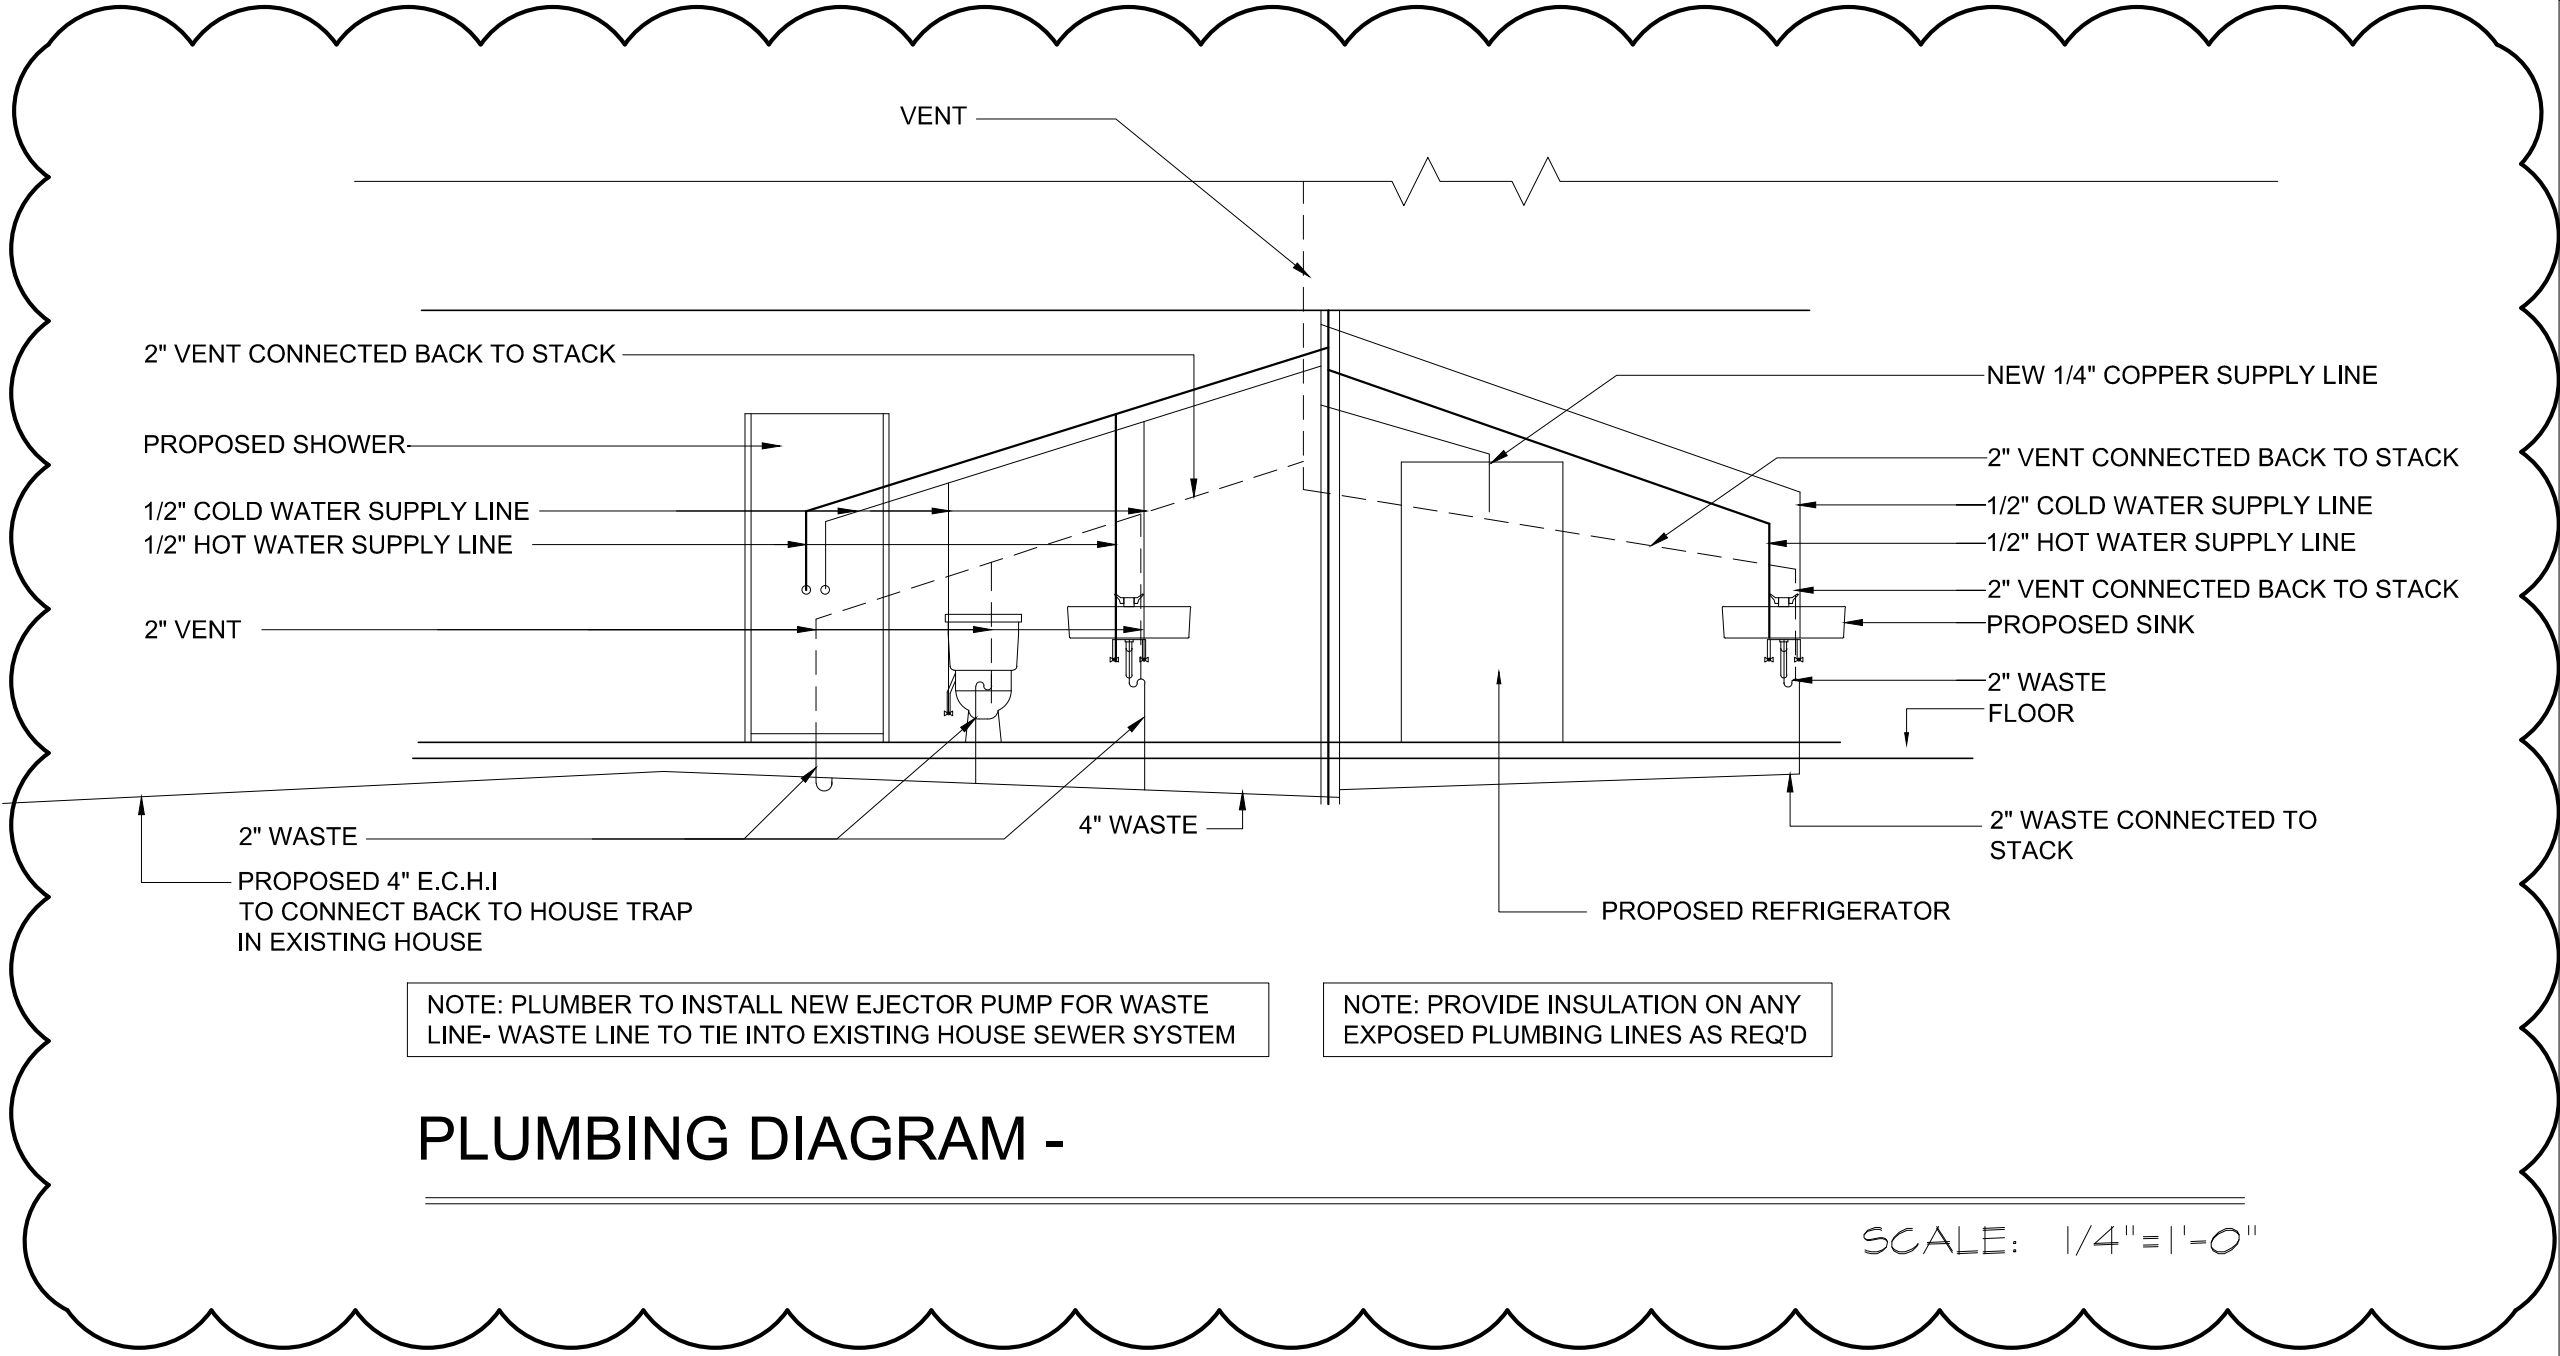 VENT
2" VENT CONNECTED BACK TO STACK
PROPOSED SHOWER
1/2" COLD WATER SUPPLY LINE
1/2" HOT WATER SUPPLY LINE
2" VENT
NEW 1/4" COPPER SUPPLY LINE
2" VENT CONNECTED BACK TO STACK
1/2" COLD WATER SUPPLY LINE
1/2" HOT WATER SUPPLY LINE
2" VENT CONNECTED BACK TO STACK
PROPOSED SINK
2" WASTE
FLOOR
2" WASTE
4" WASTE
2" WASTE CONNECTED TO
STACK
PROPOSED 4" E.C.H.I
TO CONNECT BACK TO HOUSE TRAP
IN EXISTING HOUSE
PROPOSED REFRIGERATOR
NOTE: PLUMBER TO INSTALL NEW EJECTOR PUMP FOR WASTE
LINE- WASTE LINE TO TIE INTO EXISTING HOUSE SEWER SYSTEM
NOTE: PROVIDE INSULATION ON ANY
EXPOSED PLUMBING LINES AS REQ'D
PLUMBING DIAGRAM -
SCALE: 1/4"=1'-0"